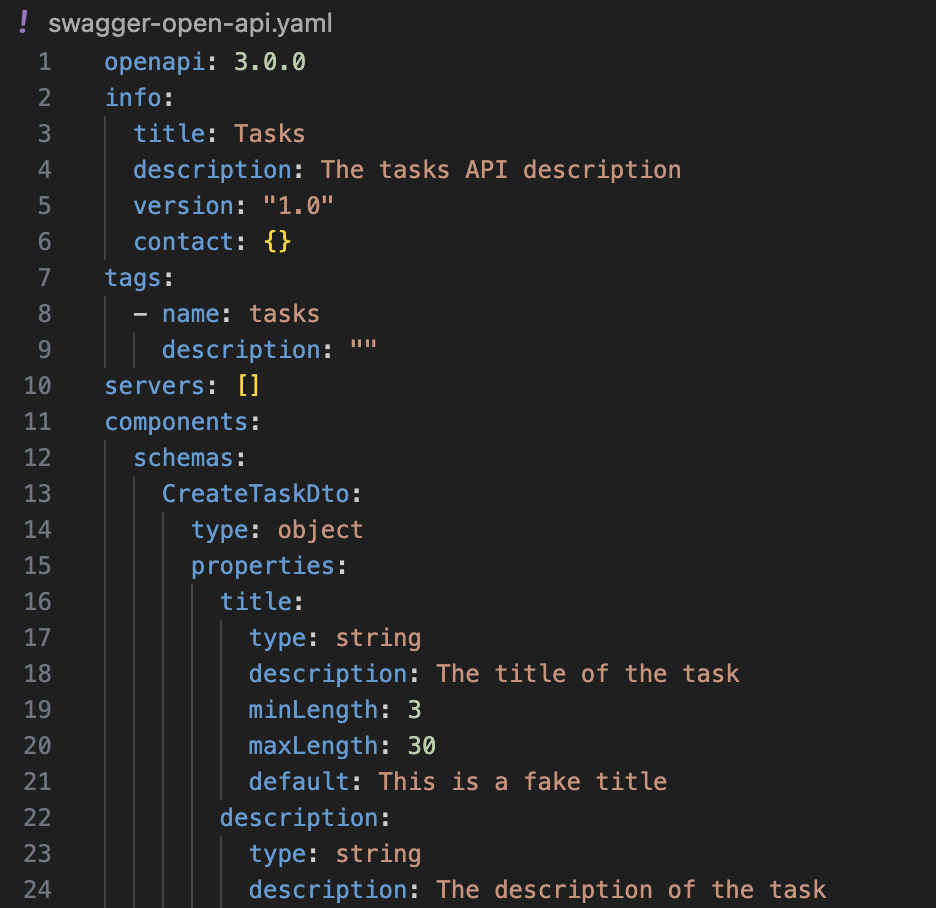 ! swagger-open-api.yaml
1 openapi: 3.0.0
2 info:
3   title: Tasks
4   description: The tasks API description
5   version: "1.0"
6   contact: {}
7 tags:
8   - name: tasks
9     description: ""
10 servers: []
11 components:
12   schemas:
13     CreateTaskDto:
14       type: object
15       properties:
16         title:
17           type: string
18           description: The title of the task
19           minLength: 3
20           maxLength: 30
21           default: This is a fake title
22         description:
23           type: string
24           description: The description of the task